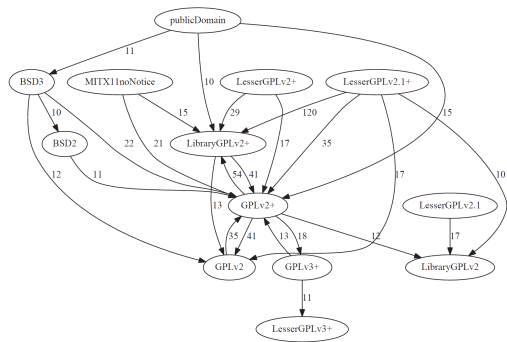 publicDomain
11
BSD3
MITX11noNotice
10
LesserGPLv2+
LesserGPLv2.1+
10
15
29
120
15
BSD2
LibraryGPLv2+
12
22
21
17
35
11
54
41
17
10
GPLv2+
LesserGPLv2.1
13
35
41
13
18
12
17
GPLv2
GPLv3+
LibraryGPLv2
11
LesserGPLv3+